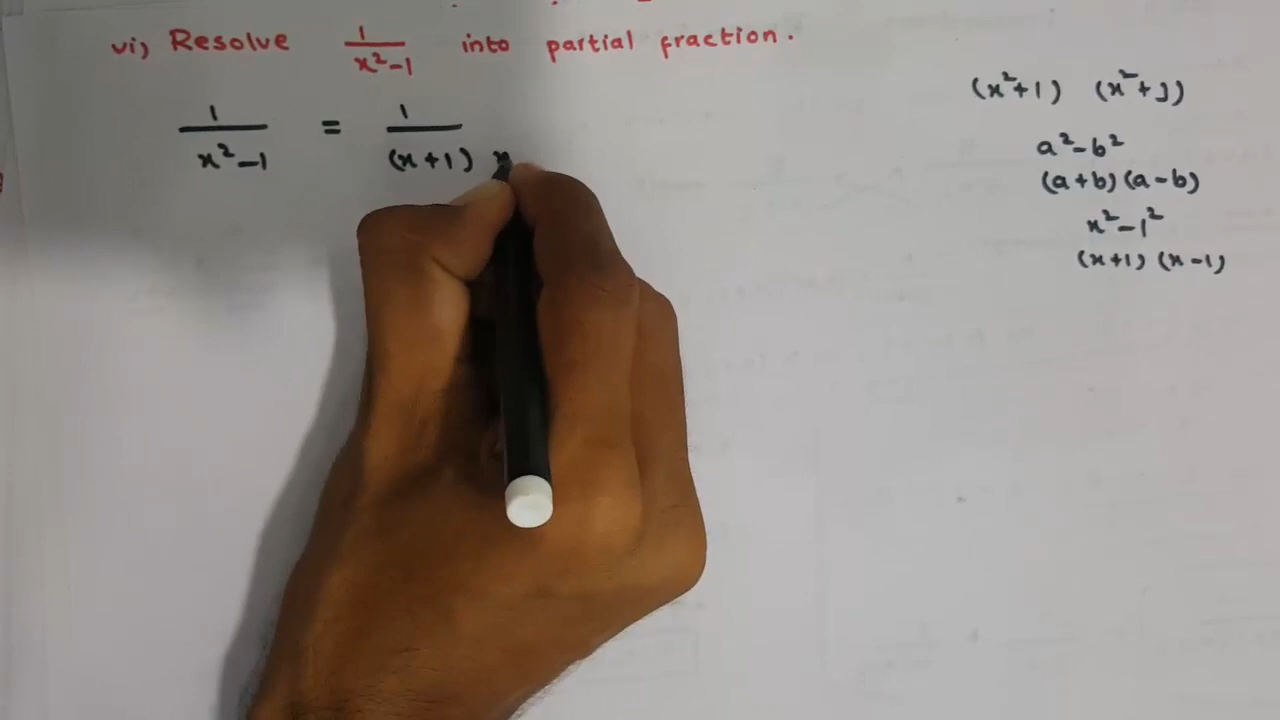 vi) Resolve 1/x²-1 into partial fraction.
1/x²-1 = 1/(x+1) x
(x²+1) (x²+1)
a²-b²
(a+b) (a-b)
x²-1²
(x+1) (x-1)